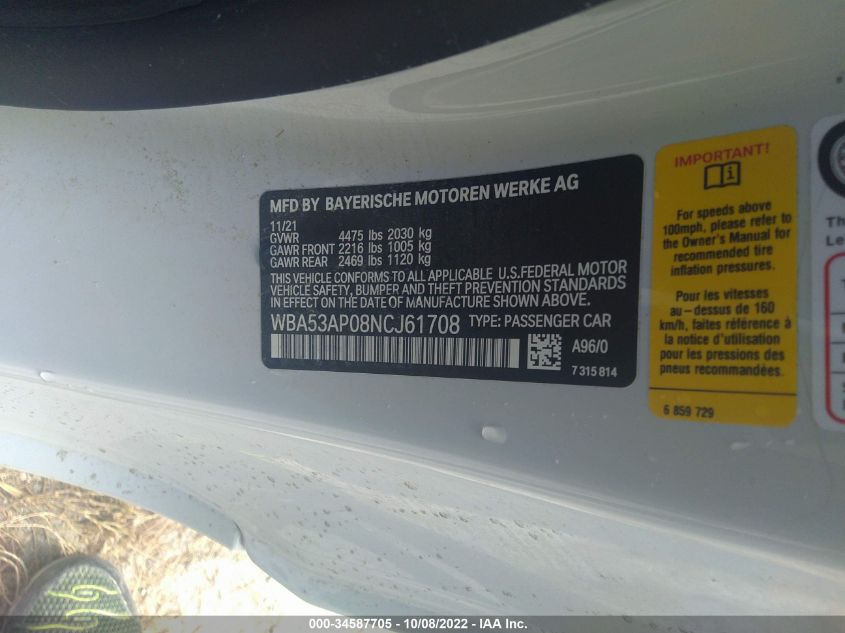 MFD BY BAYERISCHE MOTOREN WERKE AG
11/21
GVWR 4475 lbs 2030 kg
GAWR FRONT 2216 lbs 1005 kg
GAWR REAR 2469 lbs 1120 kg
THIS VEHICLE CONFORMS TO ALL APPLICABLE U.S.FEDERAL MOTOR
VEHICLE SAFETY, BUMPER AND THEFT PREVENTION STANDARDS
IN EFFECT ON THE DATE OF MANUFACTURE SHOWN ABOVE.
WBA53AP08NCJ61708 TYPE: PASSENGER CAR
A96/0
7 315 814
IMPORTANT!
For speeds above
100mph, please refer to
the Owner's Manual for
recommended tire
inflation pressures.
Pour les vitesses
au-dessus de 160
km/h, faites référence à
la notice d'utilisation
pour les pressions des
pneus recommandées.
6 859 729
000-34587705 - 10/08/2022 - IAA Inc.